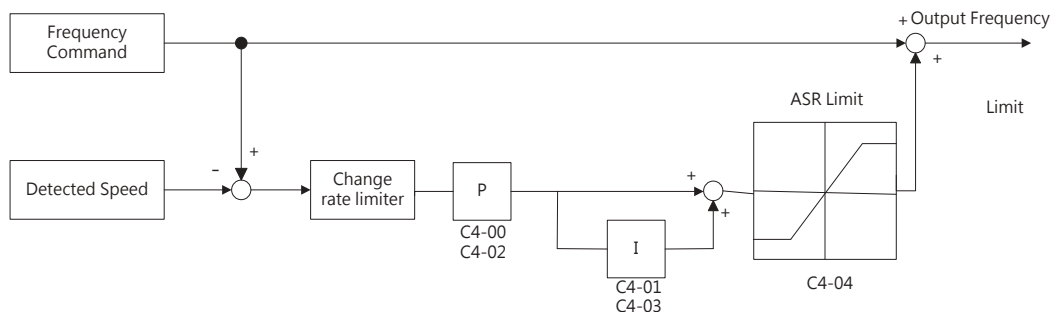 Frequency
Command
+ Output Frequency
+
Limit
ASR Limit
Detected Speed
-
+
Change
rate limiter
P
C4-00
C4-02
+
+
I
C4-01
C4-03
C4-04